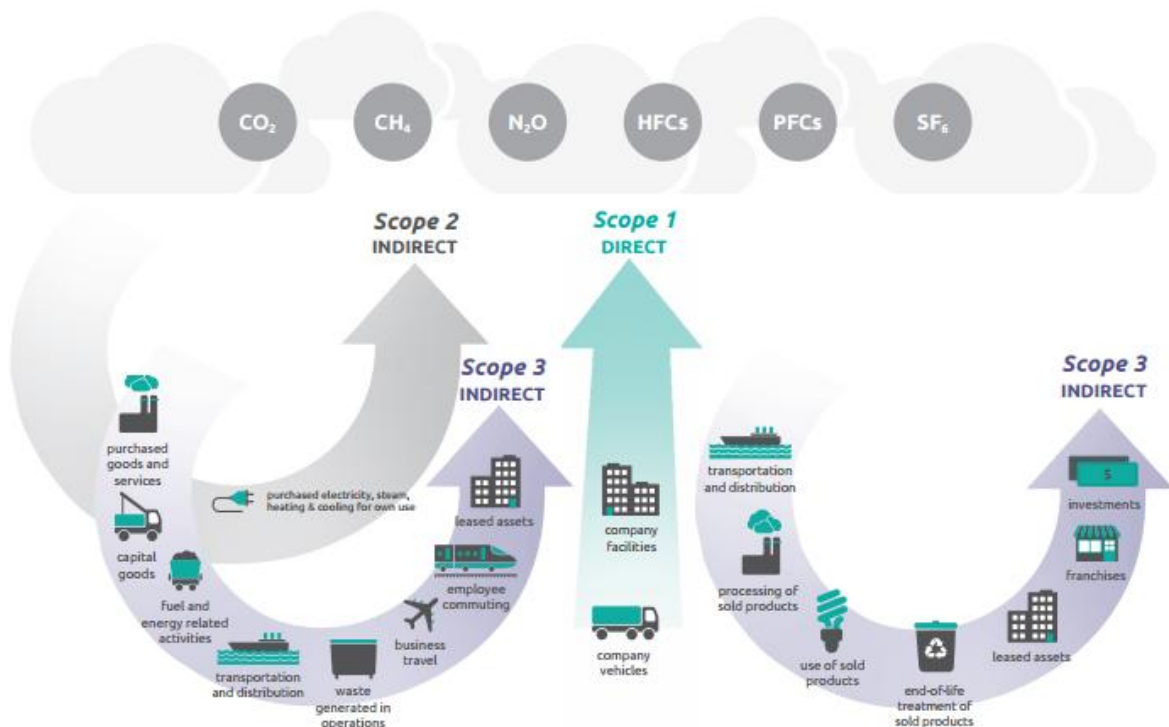 CO₂
CH₄
N₂O
HFCs
PFCs
SF₆
Scope 2
INDIRECT
Scope 1
DIRECT
Scope 3
INDIRECT
Scope 3
INDIRECT
purchased
goods and
services
capital
goods
fuel and
energy related
activities
purchased electricity, steam,
heating & cooling for own use
transportation
and distribution
waste
generated in
operations
business
travel
employee
commuting
leased assets
company
facilities
company
vehicles
transportation
and distribution
processing of
sold products
use of sold
products
end-of-life
treatment of
sold products
leased assets
franchises
$
investments